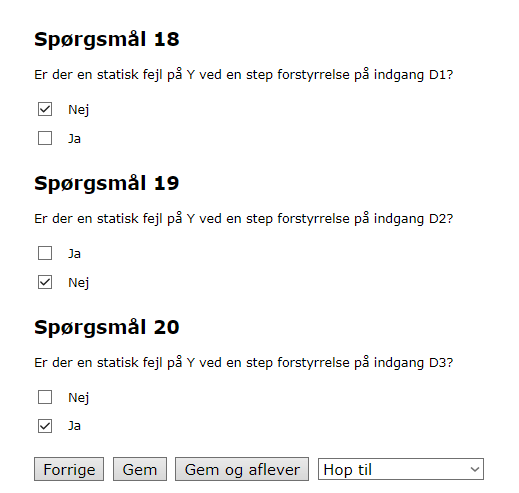 Spørgsmål 18
Er der en statisk fejl på Y ved en step forstyrrelse på indgang D1?
Nej
Ja
Spørgsmål 19
Er der en statisk fejl på Y ved en step forstyrrelse på indgang D2?
Ja
Nej
Spørgsmål 20
Er der en statisk fejl på Y ved en step forstyrrelse på indgang D3?
Nej
Ja
Forrige Gem Gem og aflever Hop til